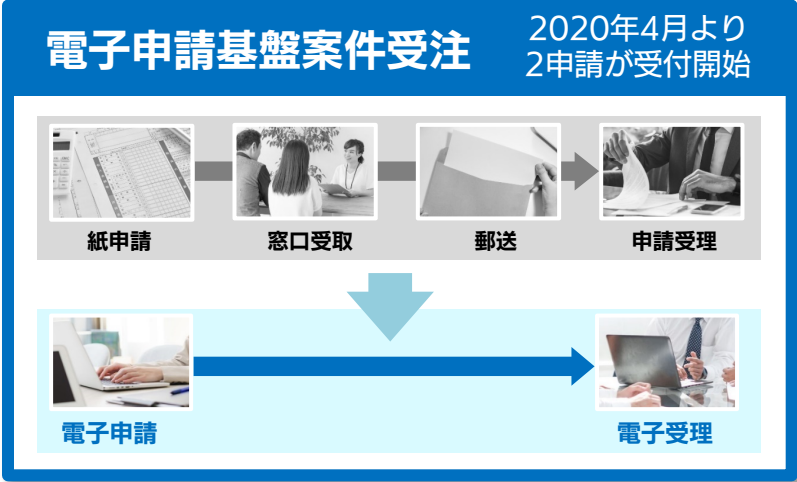 電子申請基盤案件受注
2020年4月より
2申請が受付開始
紙申請
窓口受取
郵送
申請受理
電子申請
電子受理